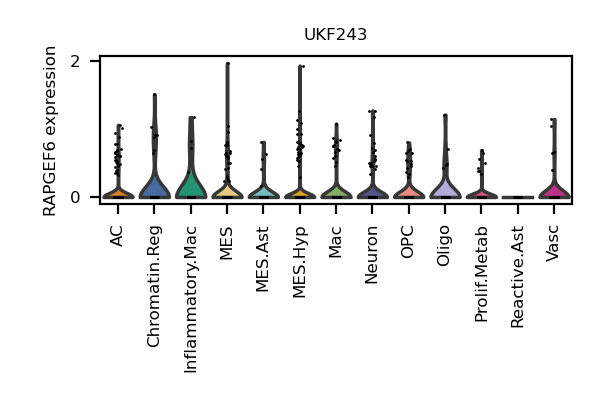 UKF243
RAPGEF6 expression
2
0
AC
Chromatin.Reg
Inflammatory.Mac
MES
MES.Ast
MES.Hyp
Mac
Neuron
OPC
Oligo
Prolif.Metab
Reactive.Ast
Vasc